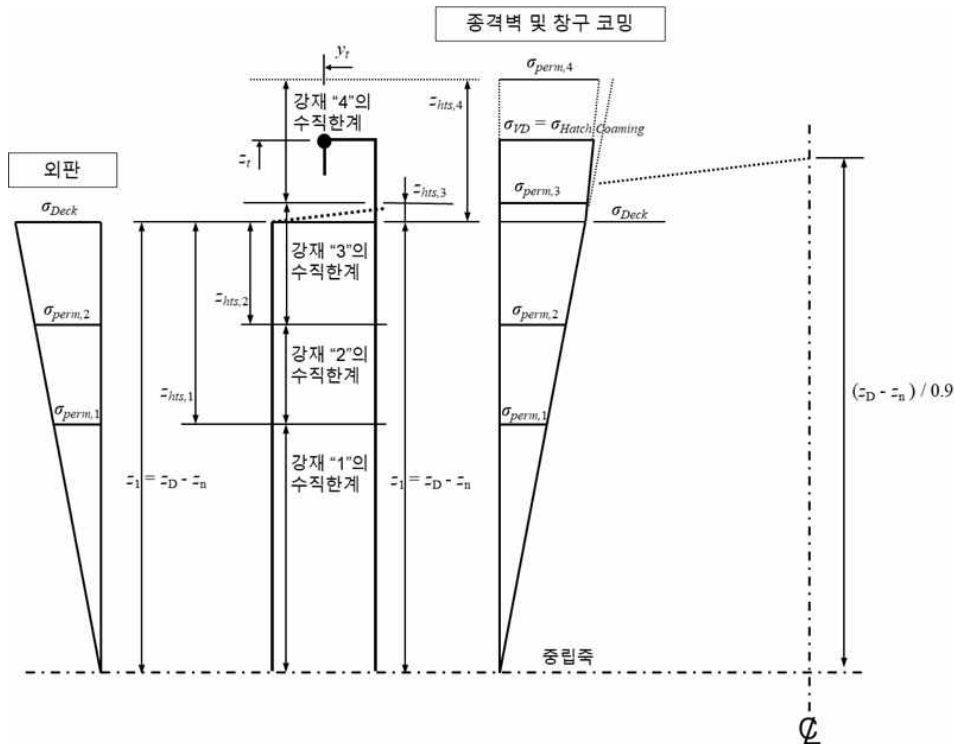 종격벽 및 창구 코밍
y_t
σ_perm,4
강재 “4”의
수직한계
z_hts,4
σ_VD = σ_Hatch Coaming
z_t
외판
z_hts,3
σ_perm,3
σ_Deck
σ_Deck
강재 “3”의
수직한계
z_hts,2
σ_perm,2
σ_perm,2
강재 “2”의
수직한계
z_hts,1
(z_D - z_n) / 0.9
σ_perm,1
σ_perm,1
강재 “1”의
수직한계
z_1 = z_D - z_n
z_1 = z_D - z_n
중립죽
℄